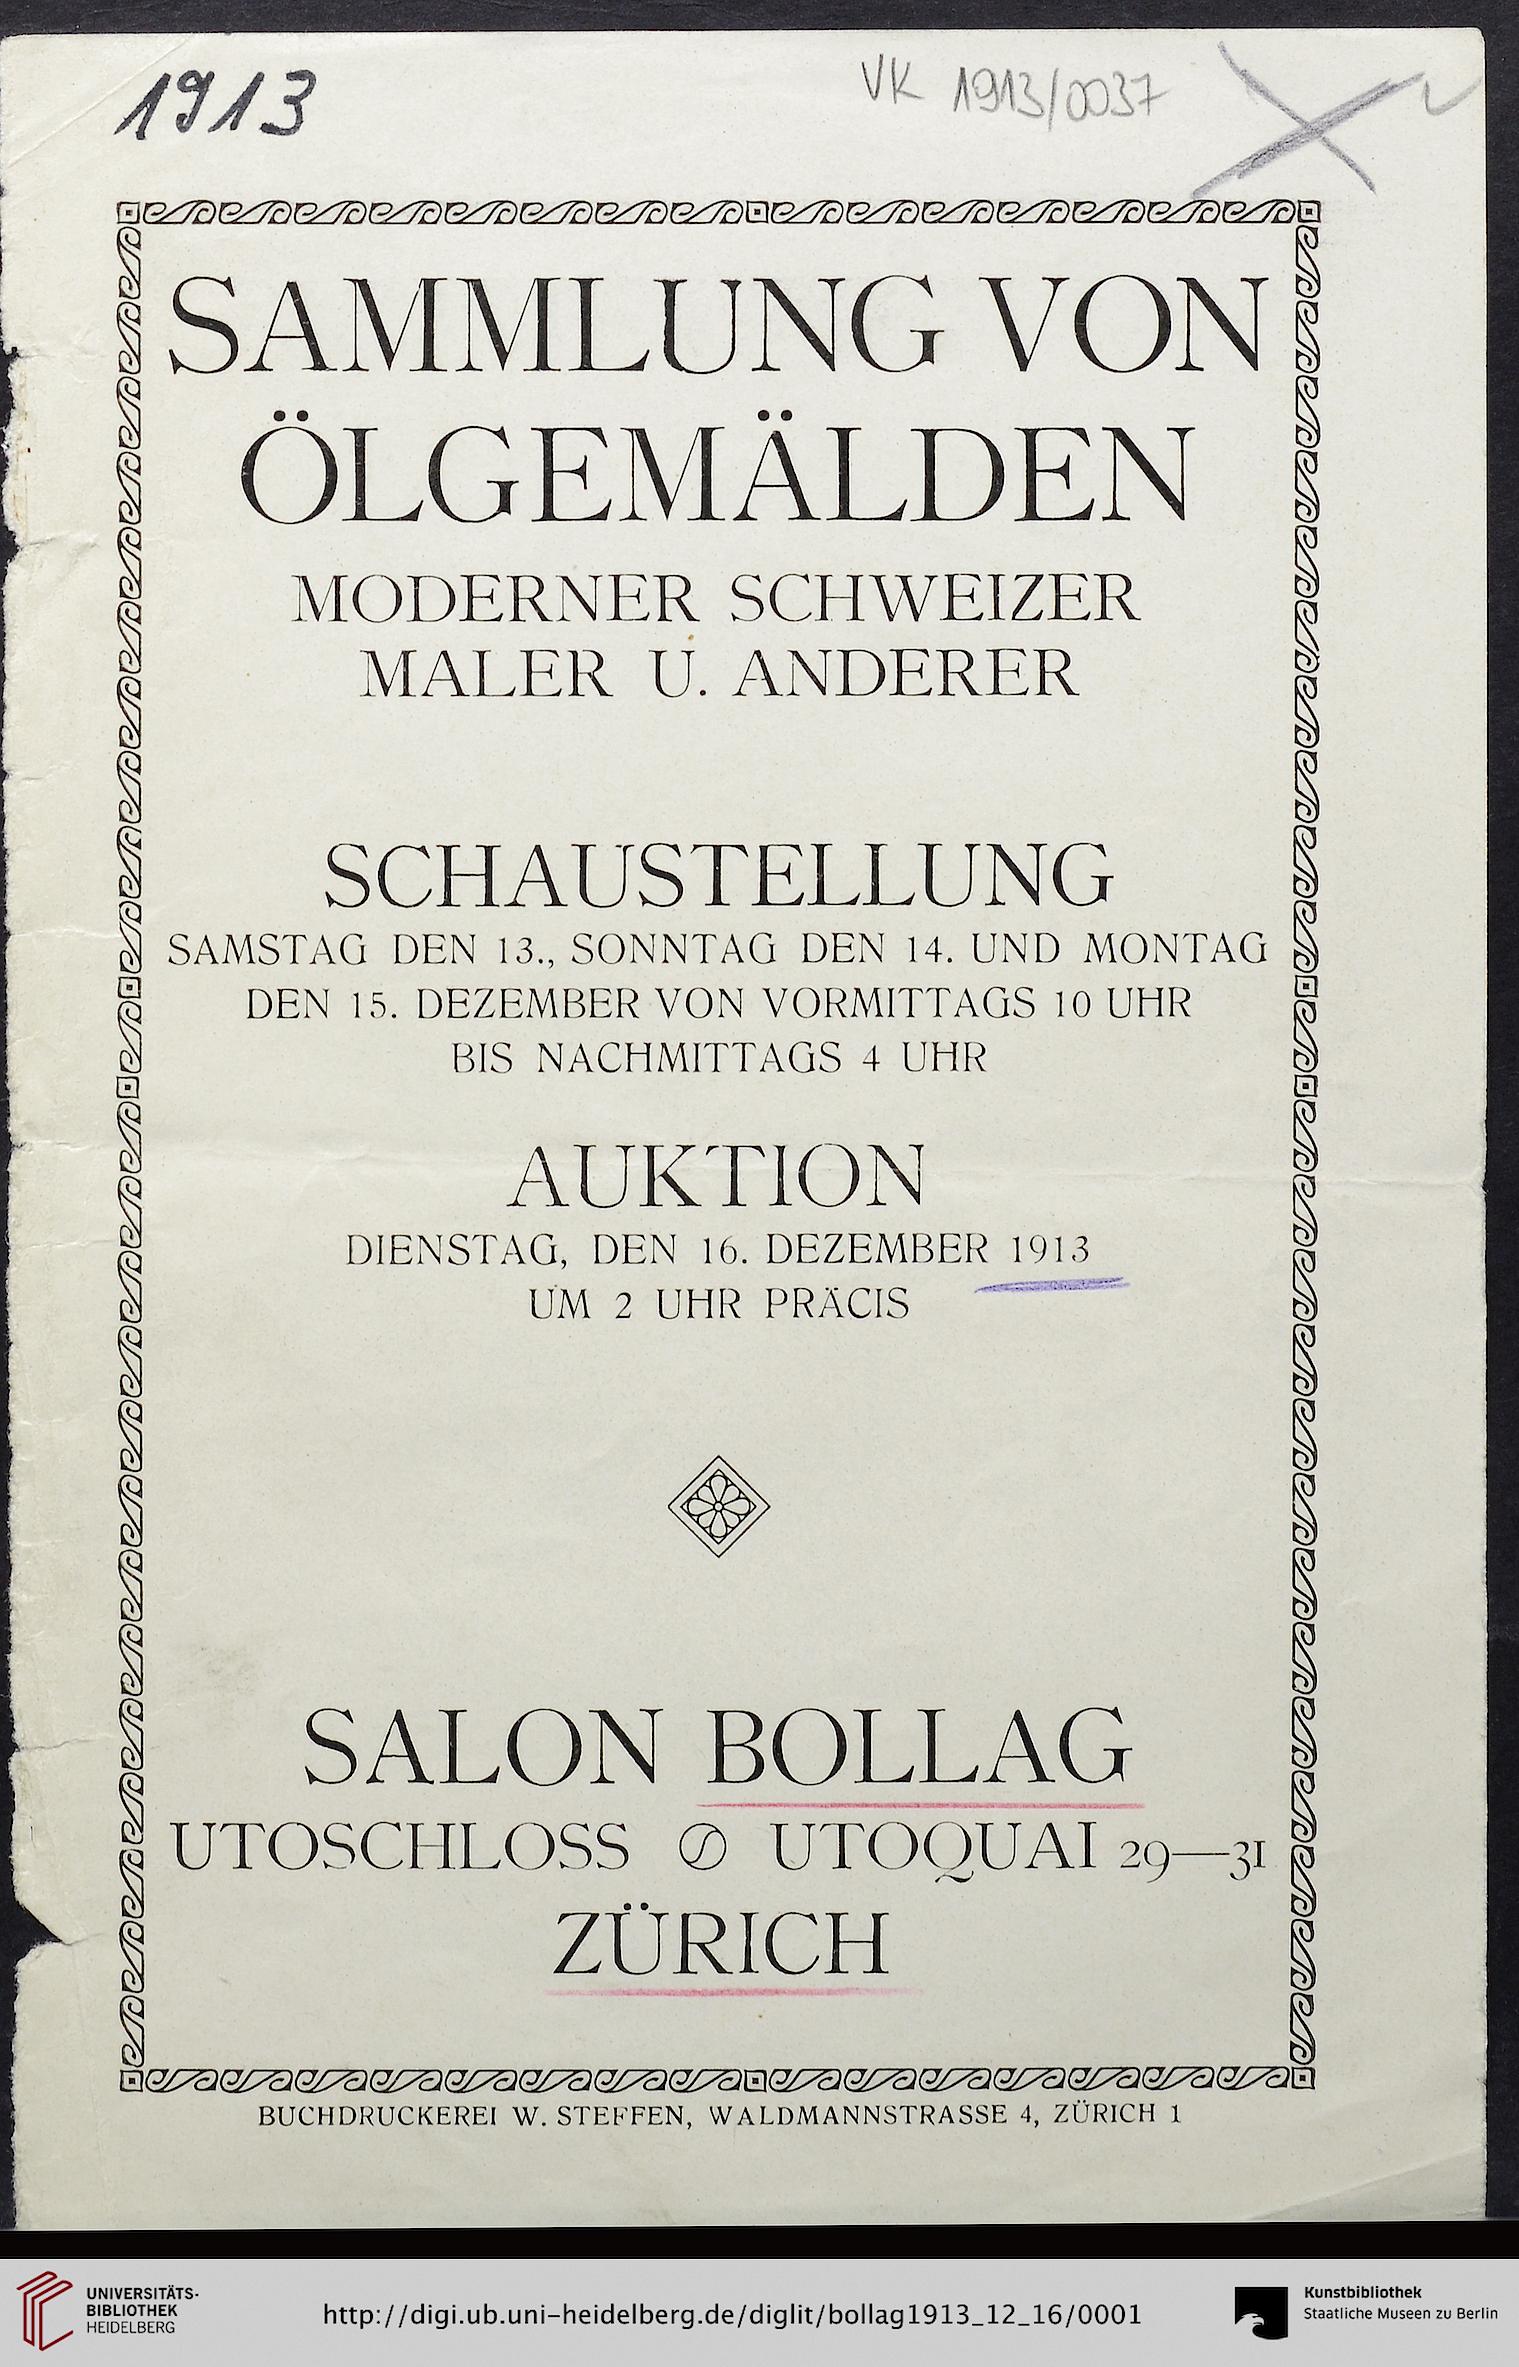 1913
VK 1913/0037
SAMMLUNG VON
ÖLGEMÄLDEN
MODERNER SCHWEIZER
MALER U. ANDERER
SCHAUSTELLUNG
SAMSTAG DEN 13., SONNTAG DEN 14. UND MONTAG
DEN 15. DEZEMBER VON VORMITTAGS 10 UHR
BIS NACHMITTAGS 4 UHR
AUKTION
DIENSTAG, DEN 16. DEZEMBER 1913
UM 2 UHR PRÄCIS
SALON BOLLAG
UTOSCHLOSS UTOQUAI 29—31
ZÜRICH
BUCHDRUCKEREI W. STEFFEN, WALDMANNSTRASSE 4, ZÜRICH 1
UNIVERSITÄTS-
BIBLIOTHEK
HEIDELBERG
http://digi.ub.uni-heidelberg.de/diglit/bollag1913_12_16/0001
Kunstbibliothek
Staatliche Museen zu Berlin